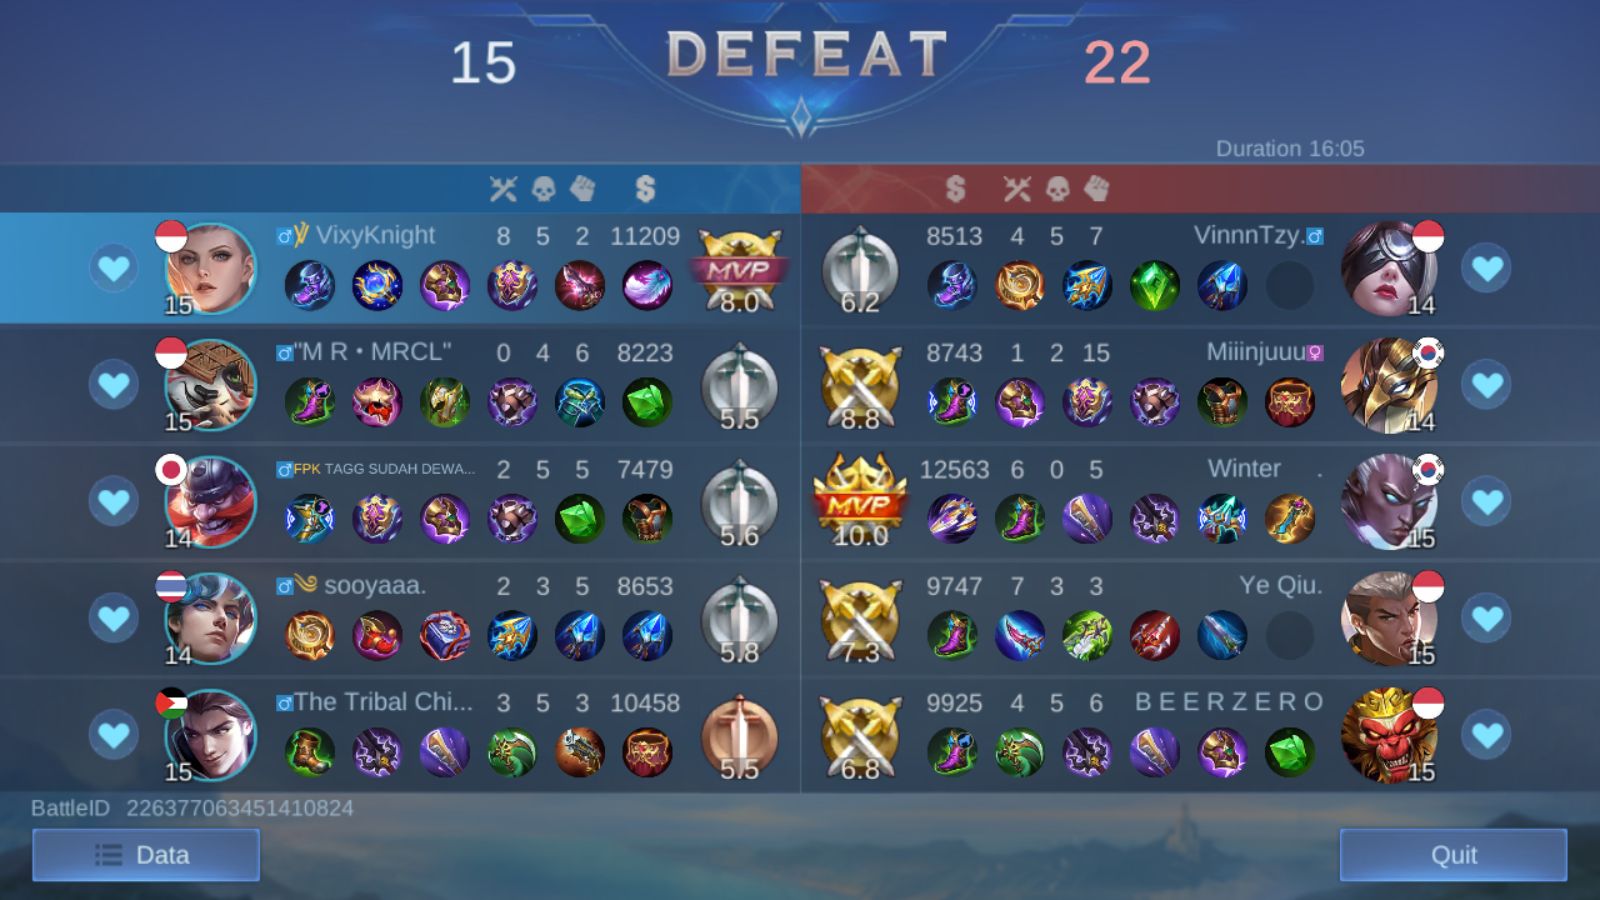 15 DEFEAT 22
Duration 16:05
VixyKnight 8 5 2 11209 MVP 8.0
15
6.2 8513 4 5 7 VinnnTzy.
14
"M R • MRCL" 0 4 6 8223 5.5
15
8.8 8743 1 2 15 Miiinjuuu
14
FPK TAGG SUDAH DEWA... 2 5 5 7479 5.6
14
MVP 10.0 12563 6 0 5 Winter .
15
sooyaaa. 2 3 5 8653 5.8
14
7.3 9747 7 3 3 Ye Qiu.
15
The Tribal Chi... 3 5 3 10458 5.5
15
6.8 9925 4 5 6 B E E R Z E R O
15
BattleID 226377063451410824
Data
Quit